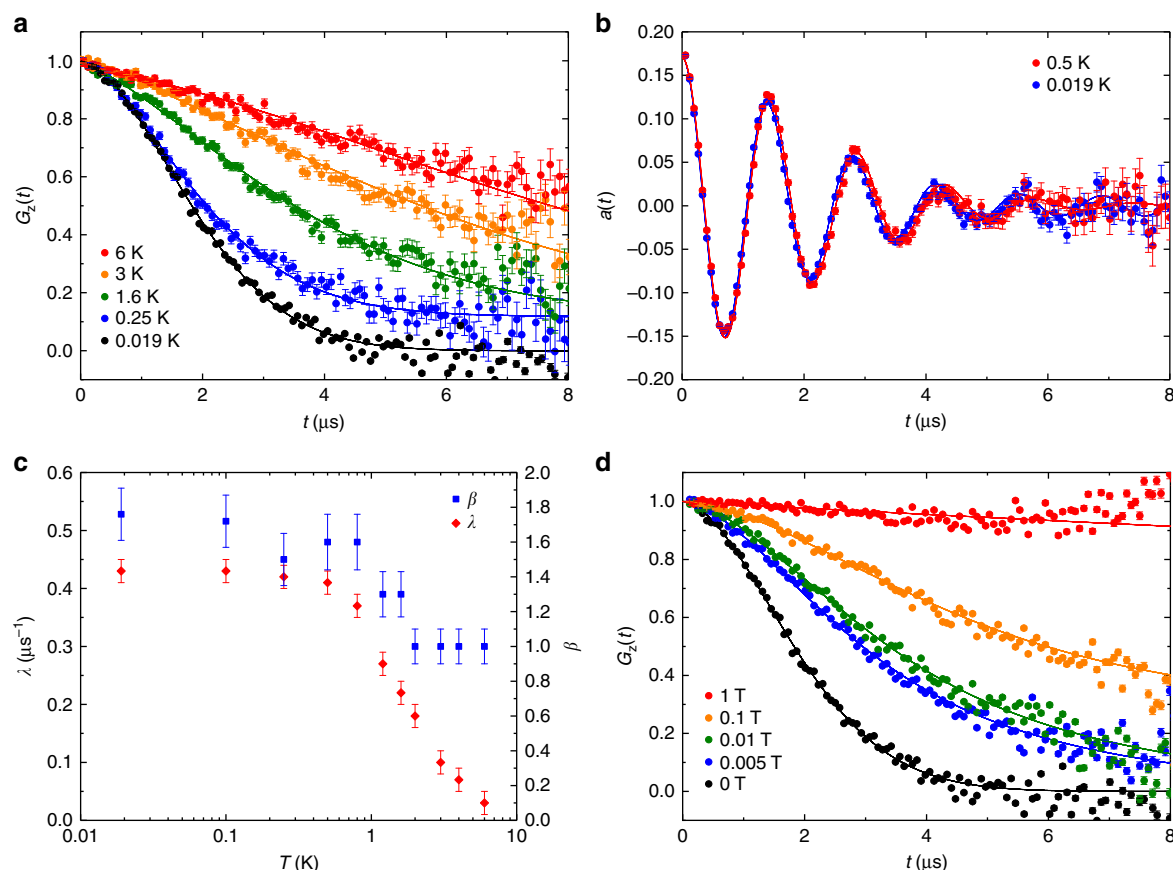 a
1.0
0.8
0.6
0.4
0.2
0.0
G_z(t)
6 K
3 K
1.6 K
0.25 K
0.019 K
0
2
4
6
8
t (μs)
b
0.20
0.15
0.10
0.05
0.00
−0.05
−0.10
−0.15
−0.20
a(t)
0.5 K
0.019 K
0
2
4
6
8
t (μs)
c
0.6
0.5
0.4
0.3
0.2
0.1
0.0
λ (μs⁻¹)
β
λ
2.0
1.8
1.6
1.4
1.2
1.0
0.8
0.6
0.4
0.2
0.0
β
0.01
0.1
1
10
T (K)
d
1.0
0.8
0.6
0.4
0.2
0.0
G_z(t)
1 T
0.1 T
0.01 T
0.005 T
0 T
0
2
4
6
8
t (μs)